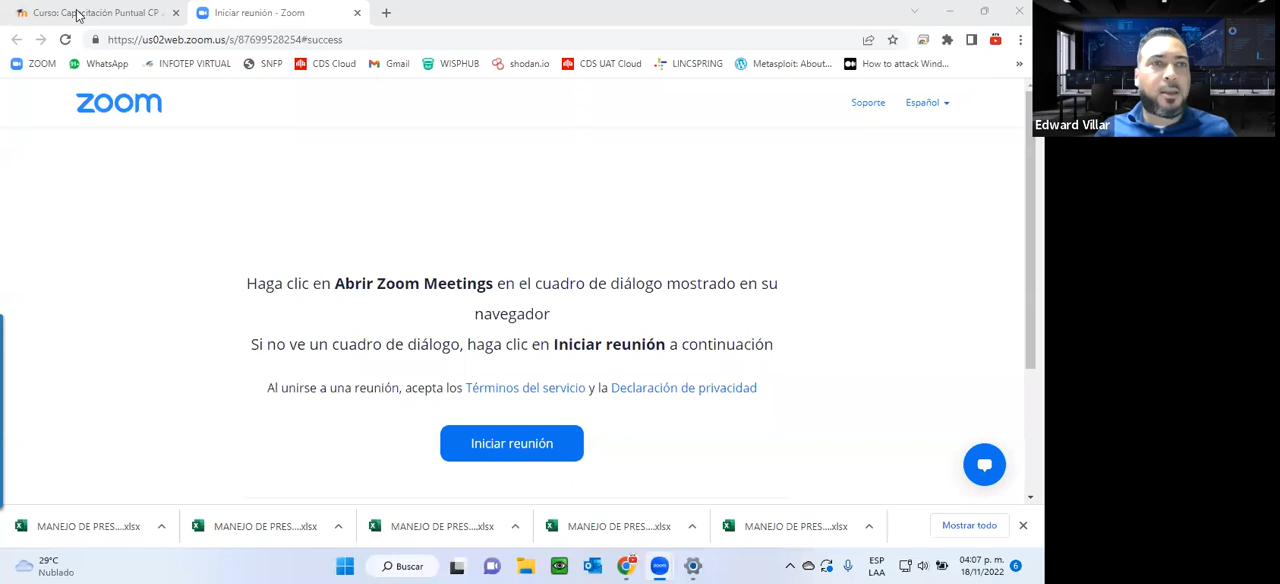 Curso: Capacitación Puntual CP
Iniciar reunión - Zoom
https://us02web.zoom.us/s/87699528254#success
ZOOM
WhatsApp
INFOTEP VIRTUAL
SNFP
CDS Cloud
Gmail
WISPHUB
shodan.io
CDS UAT Cloud
LINCSPRING
Metasploit: About...
How to attack Wind...
»
zoom
Soporte
Español
Edward Villar
Haga clic en Abrir Zoom Meetings en el cuadro de diálogo mostrado en su
navegador
Si no ve un cuadro de diálogo, haga clic en Iniciar reunión a continuación
Al unirse a una reunión, acepta los Términos del servicio y la Declaración de privacidad
Iniciar reunión
MANEJO DE PRES....xlsx
MANEJO DE PRES....xlsx
MANEJO DE PRES....xlsx
MANEJO DE PRES....xlsx
MANEJO DE PRES....xlsx
Mostrar todo
29°C
Nublado
Buscar
zoom
ESP
LAA
04:07 p. m.
18/11/2022
6